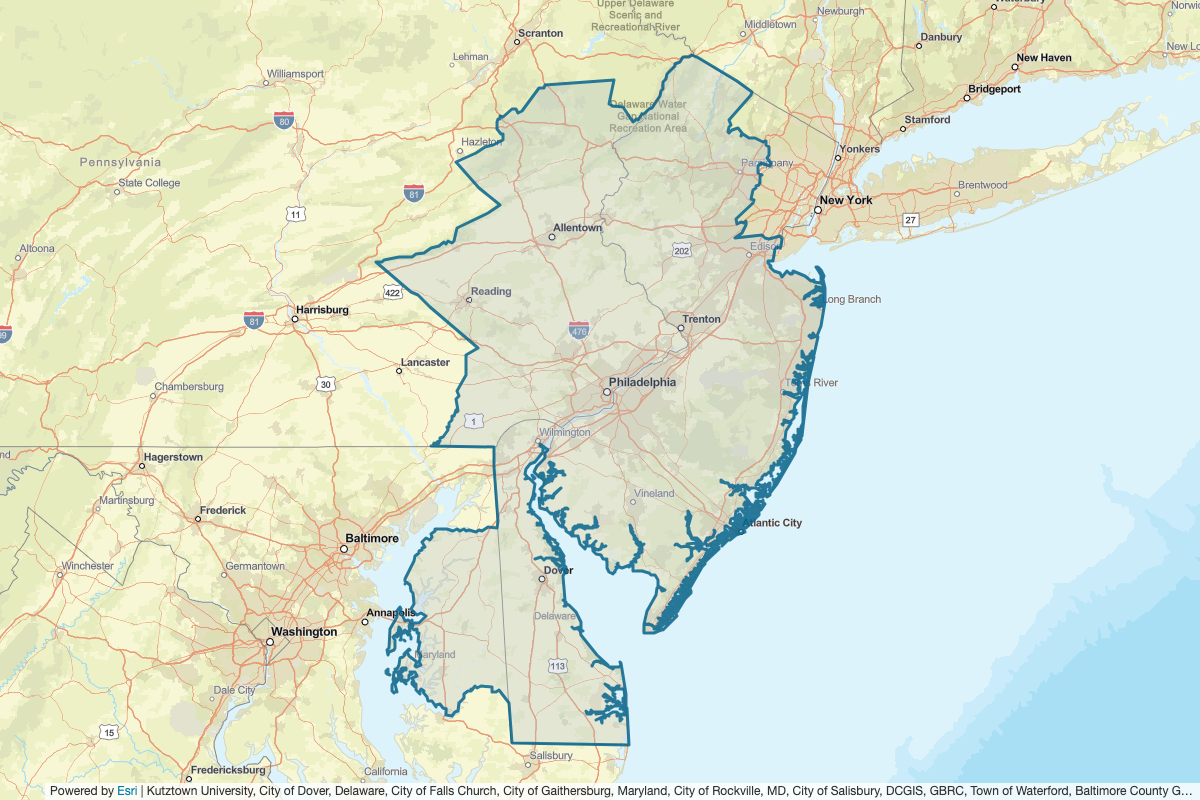 Upper Delaware
Scenic and
Recreational River
Waterbury
Newburgh
Middletown
Scranton
Danbury
Lehman
New Haven
Williamsport
Bridgeport
Delaware Water
Gap National
Recreation Area
80
Stamford
Hazleton
Yonkers
Pennsylvania
Parsippany
State College
Brentwood
81
New York
11
27
Allentown
Altoona
202
Edison
Reading
422
Long Branch
Harrisburg
81
Trenton
476
Lancaster
Philadelphia
Toms River
30
Chambersburg
1
Wilmington
Hagerstown
Vineland
Martinsburg
Frederick
Atlantic City
Baltimore
Winchester
Germantown
Dover
Annapolis
Delaware
Washington
Maryland
113
Dale City
15
Salisbury
Fredericksburg
California
Powered by Esri | Kutztown University, City of Dover, Delaware, City of Falls Church, City of Gaithersburg, Maryland, City of Rockville, MD, City of Salisbury, DCGIS, GBRC, Town of Waterford, Baltimore County G…